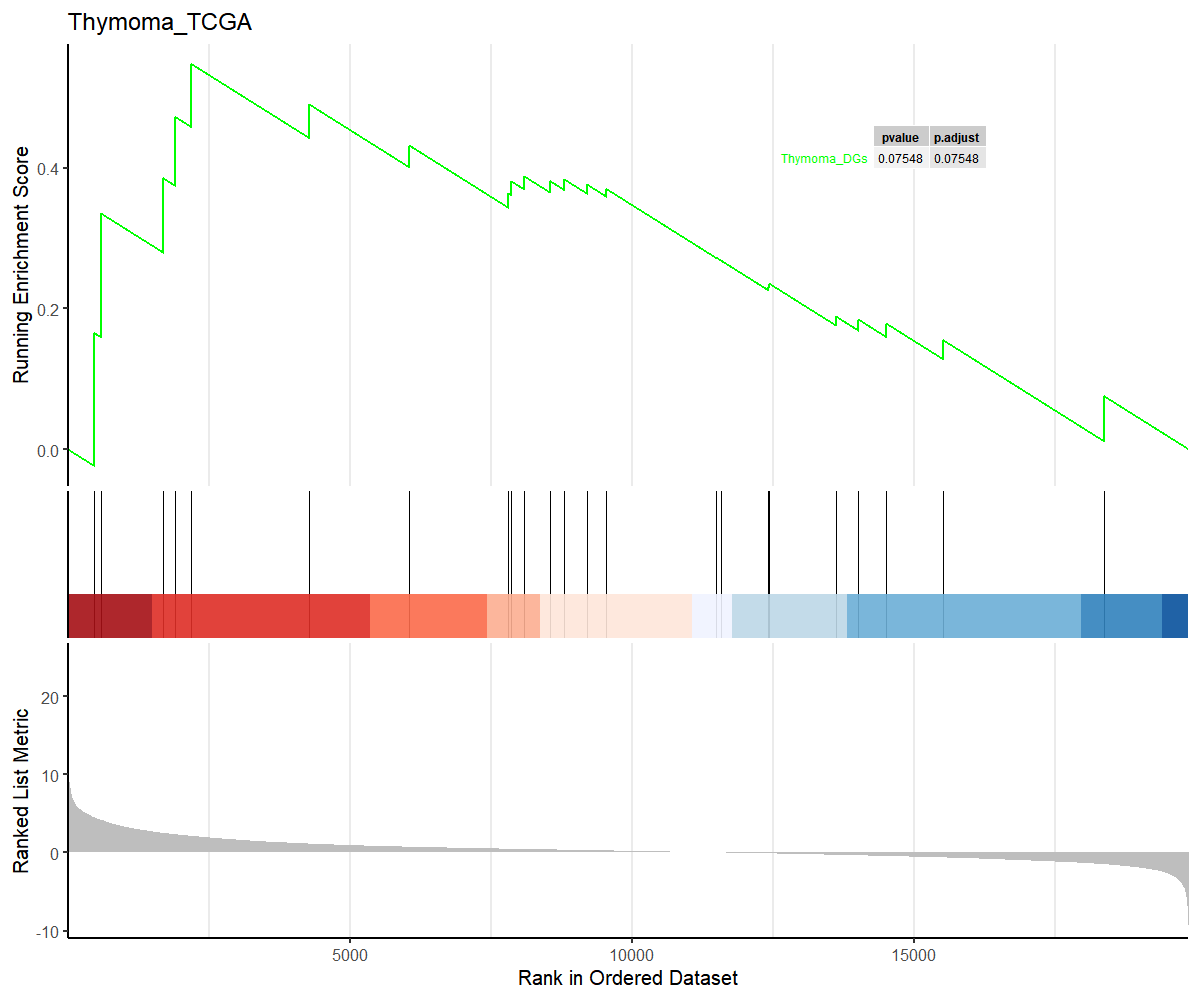 Thymoma_TCGA
Running Enrichment Score
0.4
0.2
0.0
pvalue p.adjust
Thymoma_DGs 0.07548 0.07548
Ranked List Metric
20
10
0
-10
5000 10000 15000
Rank in Ordered Dataset